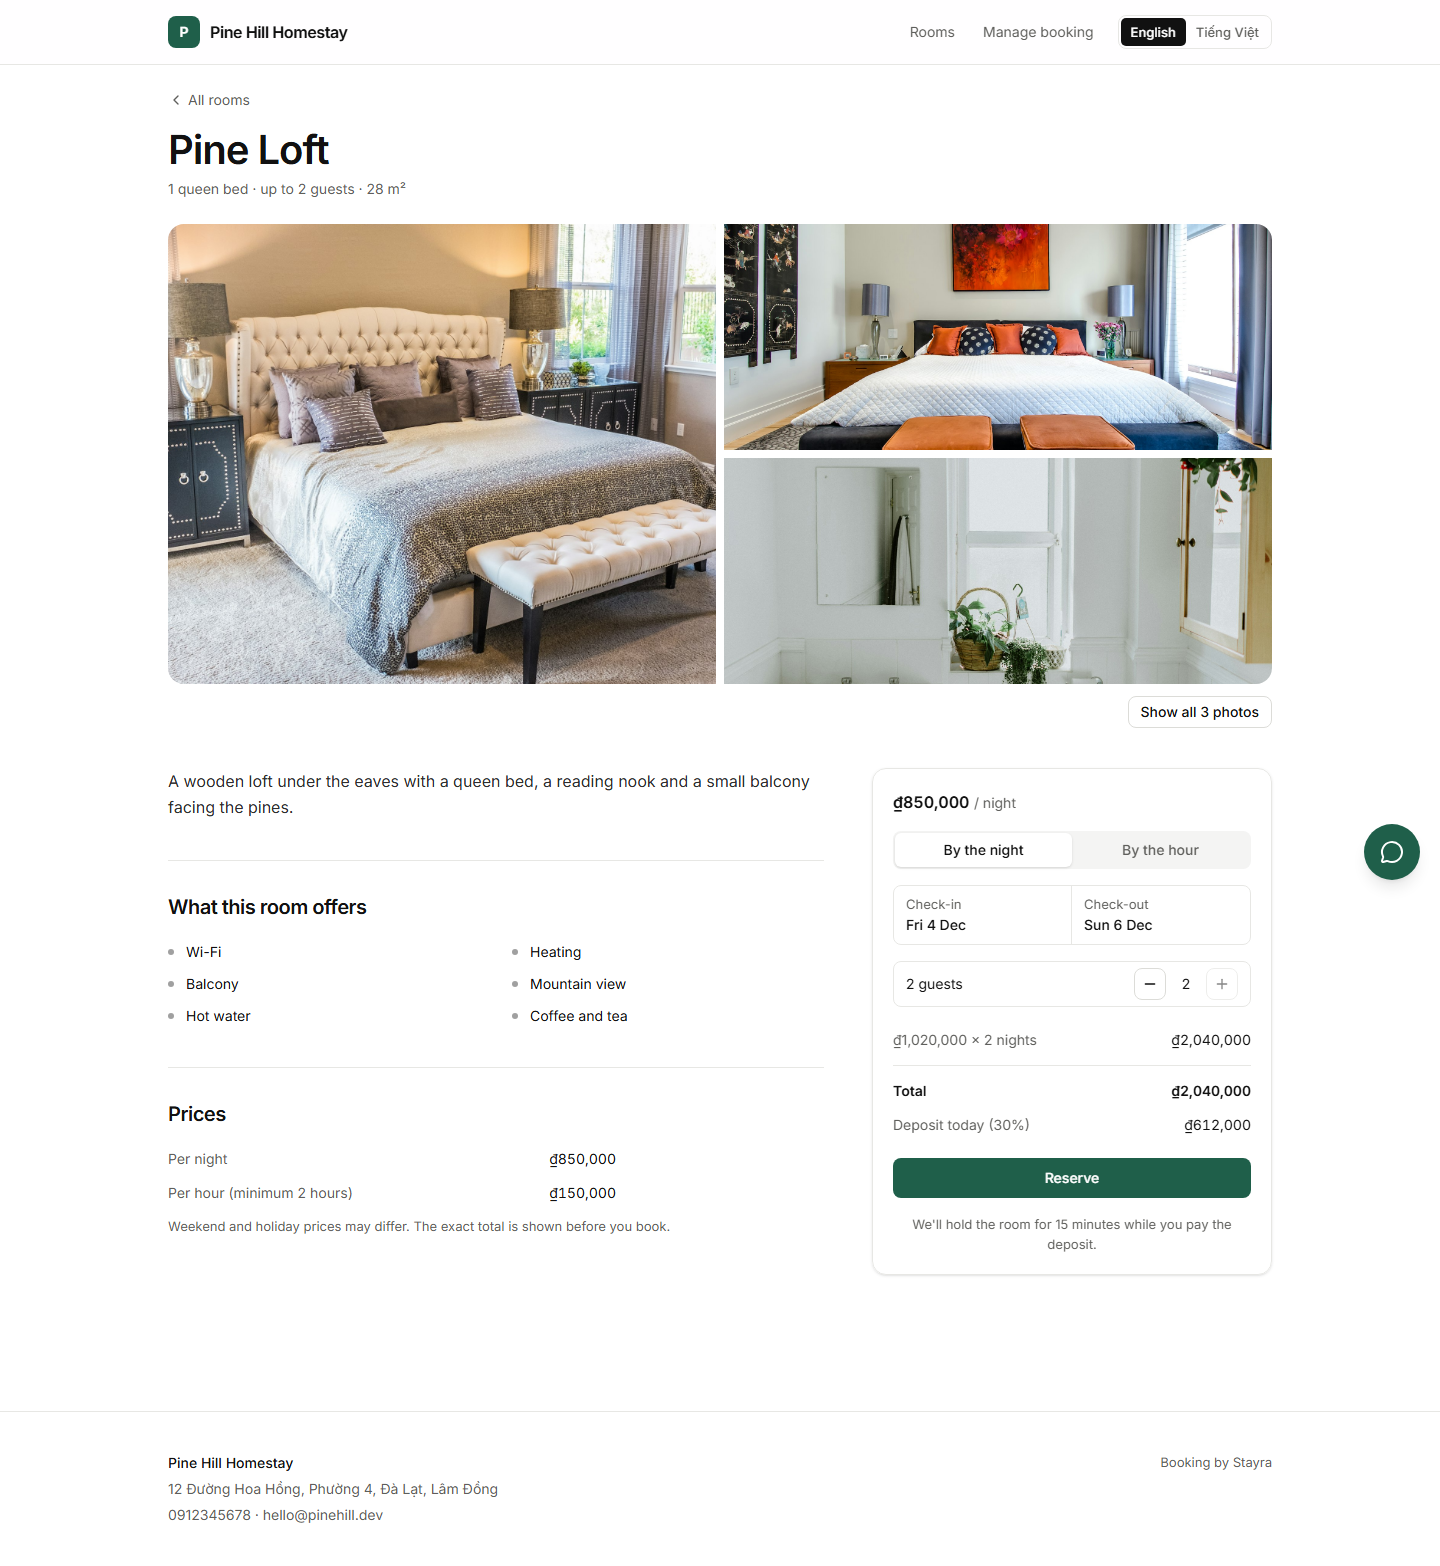 P Pine Hill Homestay
Rooms
Manage booking
English
Tiếng Việt
All rooms
Pine Loft
1 queen bed · up to 2 guests · 28 m²
Show all 3 photos
A wooden loft under the eaves with a queen bed, a reading nook and a small balcony
facing the pines.
What this room offers
Wi-Fi
Heating
Balcony
Mountain view
Hot water
Coffee and tea
Prices
Per night ₫850,000
Per hour (minimum 2 hours) ₫150,000
Weekend and holiday prices may differ. The exact total is shown before you book.
₫850,000 / night
By the night
By the hour
Check-in
Fri 4 Dec
Check-out
Sun 6 Dec
2 guests
2
₫1,020,000 × 2 nights ₫2,040,000
Total ₫2,040,000
Deposit today (30%) ₫612,000
Reserve
We'll hold the room for 15 minutes while you pay the
deposit.
Pine Hill Homestay
12 Đường Hoa Hồng, Phường 4, Đà Lạt, Lâm Đồng
0912345678 · hello@pinehill.dev
Booking by Stayra